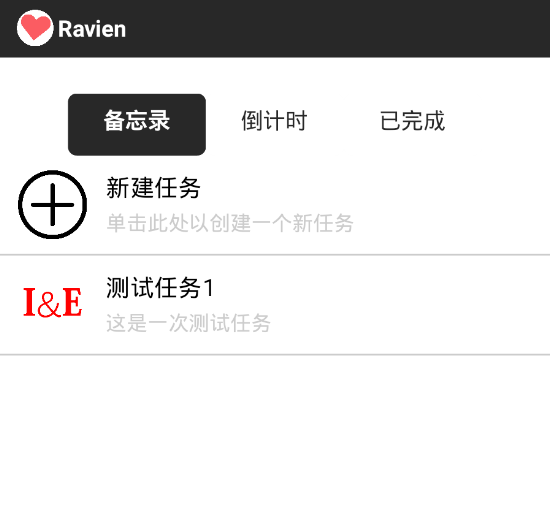 Ravien
备忘录 倒计时 已完成
新建任务
单击此处以创建一个新任务
I&E
测试任务1
这是一次测试任务